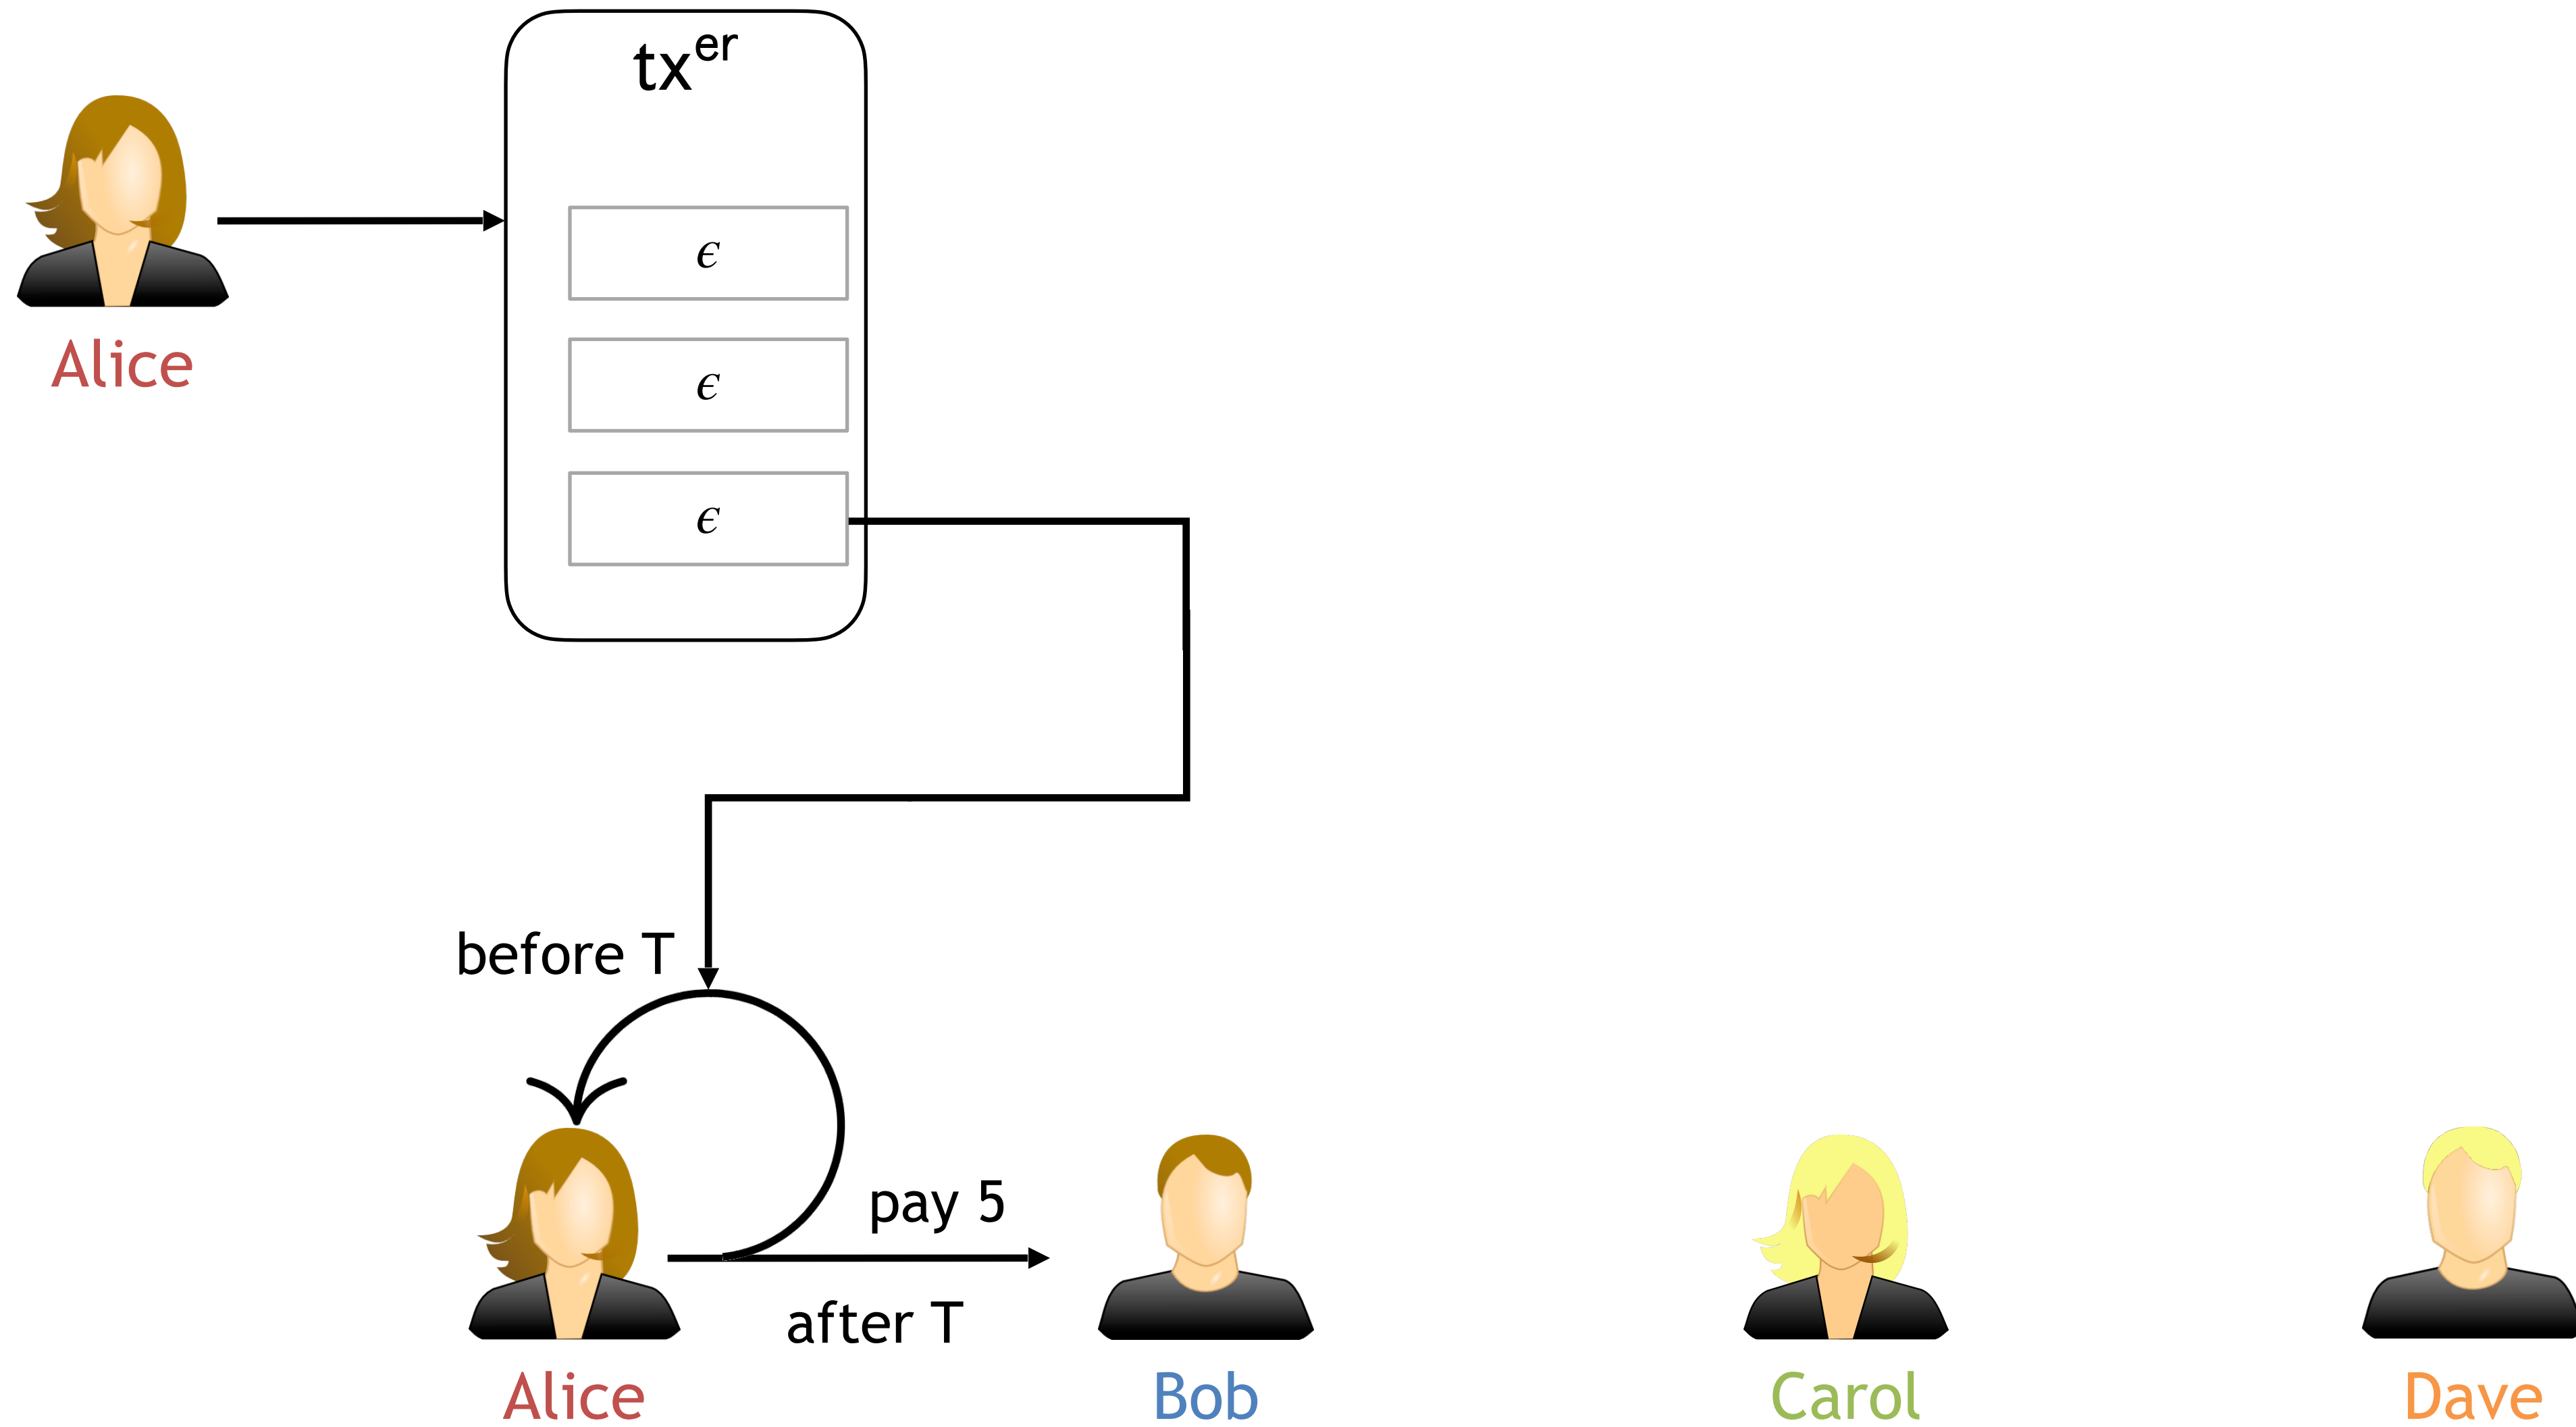 tx^er
ϵ
Alice
ϵ
ϵ
before T
pay 5
after T
Alice
Bob
Carol
Dave